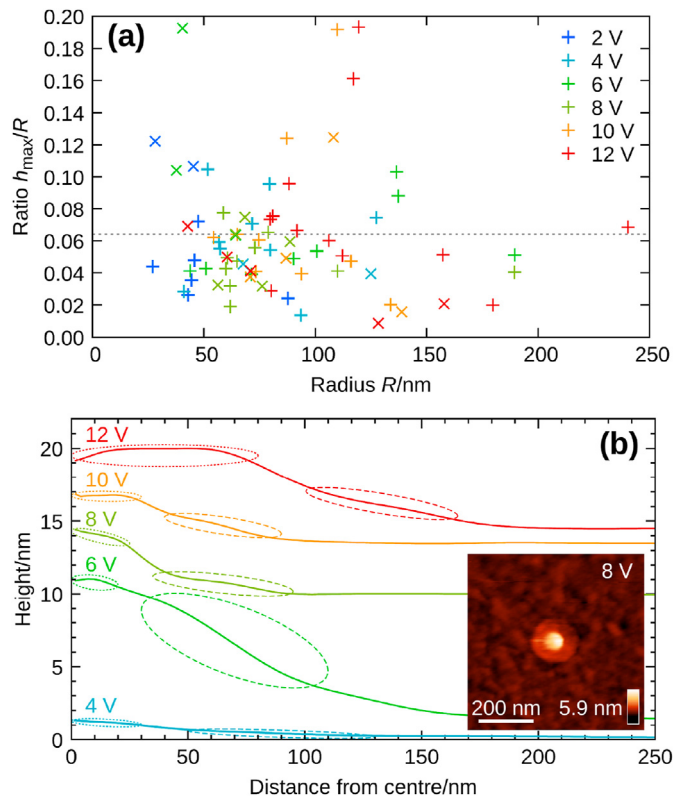 (a)
Ratio hmax/R
0.20
0.18
0.16
0.14
0.12
0.10
0.08
0.06
0.04
0.02
0.00
2 V
4 V
6 V
8 V
10 V
12 V
0 50 100 150 200 250
Radius R/nm
(b)
Height/nm
20
15
10
5
0
12 V
10 V
8 V
6 V
4 V
8 V
200 nm 5.9 nm
0 50 100 150 200 250
Distance from centre/nm